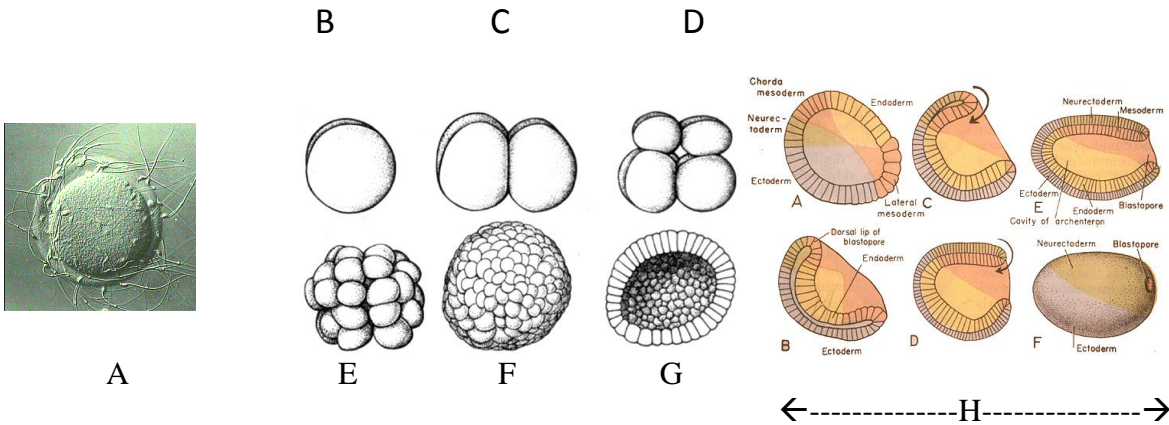 B
C
D
Chorda
mesoderm
Endoderm
Neurec-
toderm
Ectoderm
Lateral
mesoderm
A
C
Neurectoderm
Mesoderm
Ectoderm
Endoderm
Blastopore
Cavity of archenteron
E
Dorsal lip of
blastopore
Endoderm
Ectoderm
B
D
Neurectoderm
Blastopore
Ectoderm
F
A
E
F
G
←--------------H---------------→